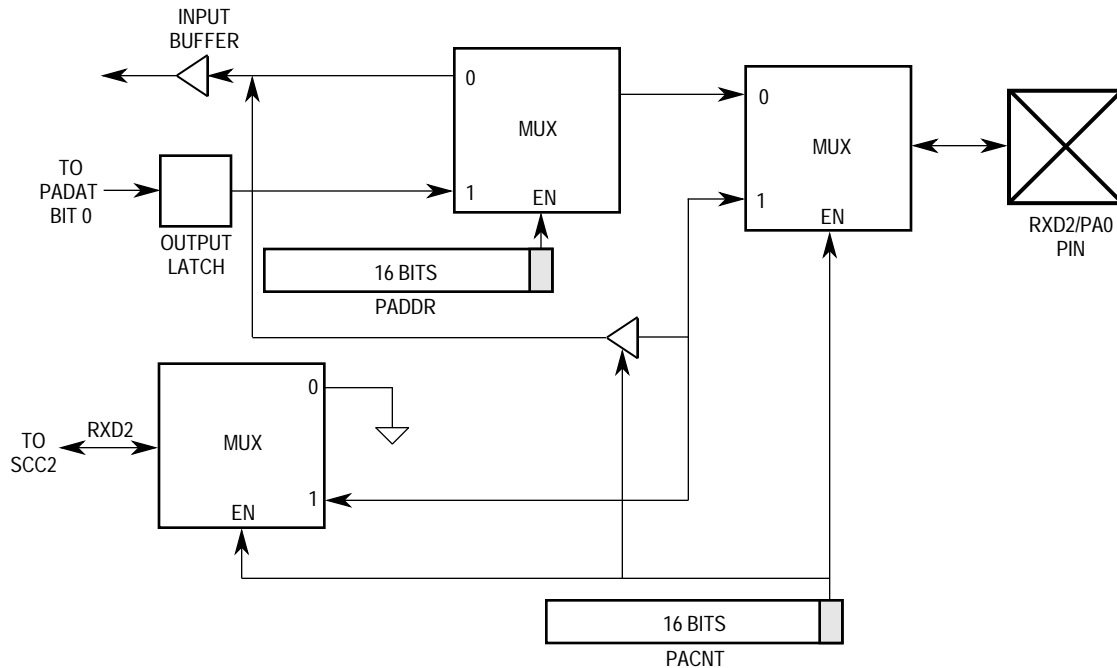 INPUT
BUFFER
0
MUX
1
EN
0
MUX
1
EN
TO
PADAT
BIT 0
OUTPUT
LATCH
RXD2/PA0
PIN
16 BITS
PADDR
0
MUX
1
EN
RXD2
TO
SCC2
16 BITS
PACNT